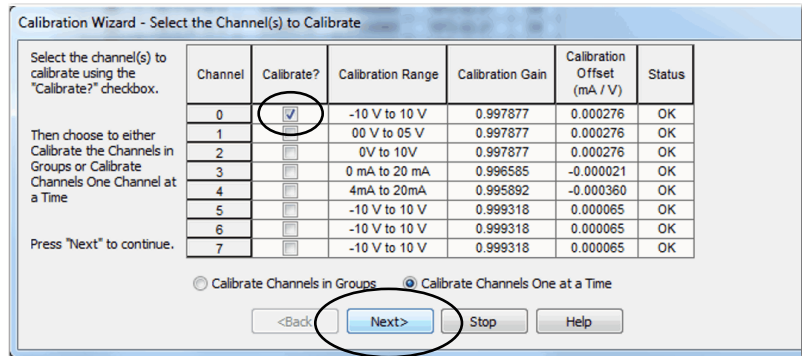 Calibration Wizard - Select the Channel(s) to Calibrate
Select the channel(s) to
calibrate using the
"Calibrate?" checkbox.
Then choose to either
Calibrate the Channels in
Groups or Calibrate
Channels One Channel at
a Time
Press "Next" to continue.
Channel Calibrate? Calibration Range Calibration Gain Calibration Offset (mA / V) Status
0 -10 V to 10 V 0.997877 0.000276 OK
1 00 V to 05 V 0.997877 0.000276 OK
2 0V to 10V 0.997877 0.000276 OK
3 0 mA to 20 mA 0.996585 -0.000021 OK
4 4mA to 20mA 0.995892 -0.000360 OK
5 -10 V to 10 V 0.999318 0.000065 OK
6 -10 V to 10 V 0.999318 0.000065 OK
7 -10 V to 10 V 0.999318 0.000065 OK
Calibrate Channels in Groups Calibrate Channels One at a Time
<Back Next> Stop Help